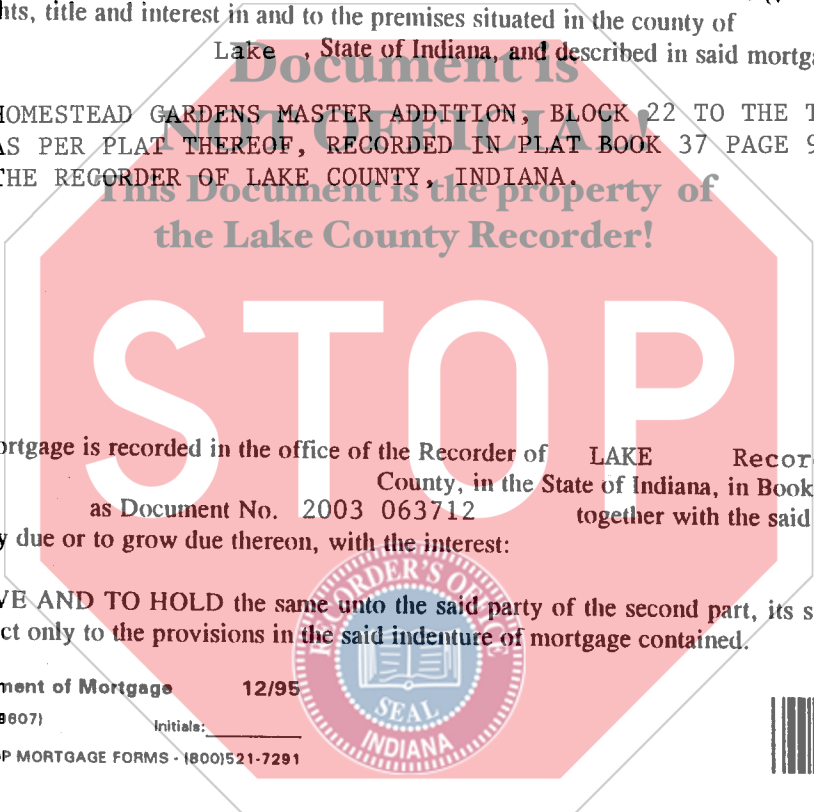 hts, title and interest in and to the premises situated in the county of
Lake , State of Indiana, and described in said mortga
Document is
HOMESTEAD GARDENS MASTER ADDITION, BLOCK 22 TO THE T
NOT OFFICIAL!
AS PER PLAT THEREOF, RECORDED IN PLAT BOOK 37 PAGE 9
THE RECORDER OF LAKE COUNTY, INDIANA.
This Document is the property of
the Lake County Recorder!
STOP
ortgage is recorded in the office of the Recorder of LAKE Recor
County, in the State of Indiana, in Book
as Document No. 2003 063712 together with the said
y due or to grow due thereon, with the interest:
VE AND TO HOLD the same unto the said party of the second part, its s
ct only to the provisions in the said indenture of mortgage contained.
RECORDER'S OFFICE
SEAL
INDIANA
ment of Mortgage 12/95
9607) Initials:
P MORTGAGE FORMS - (800)521-7291